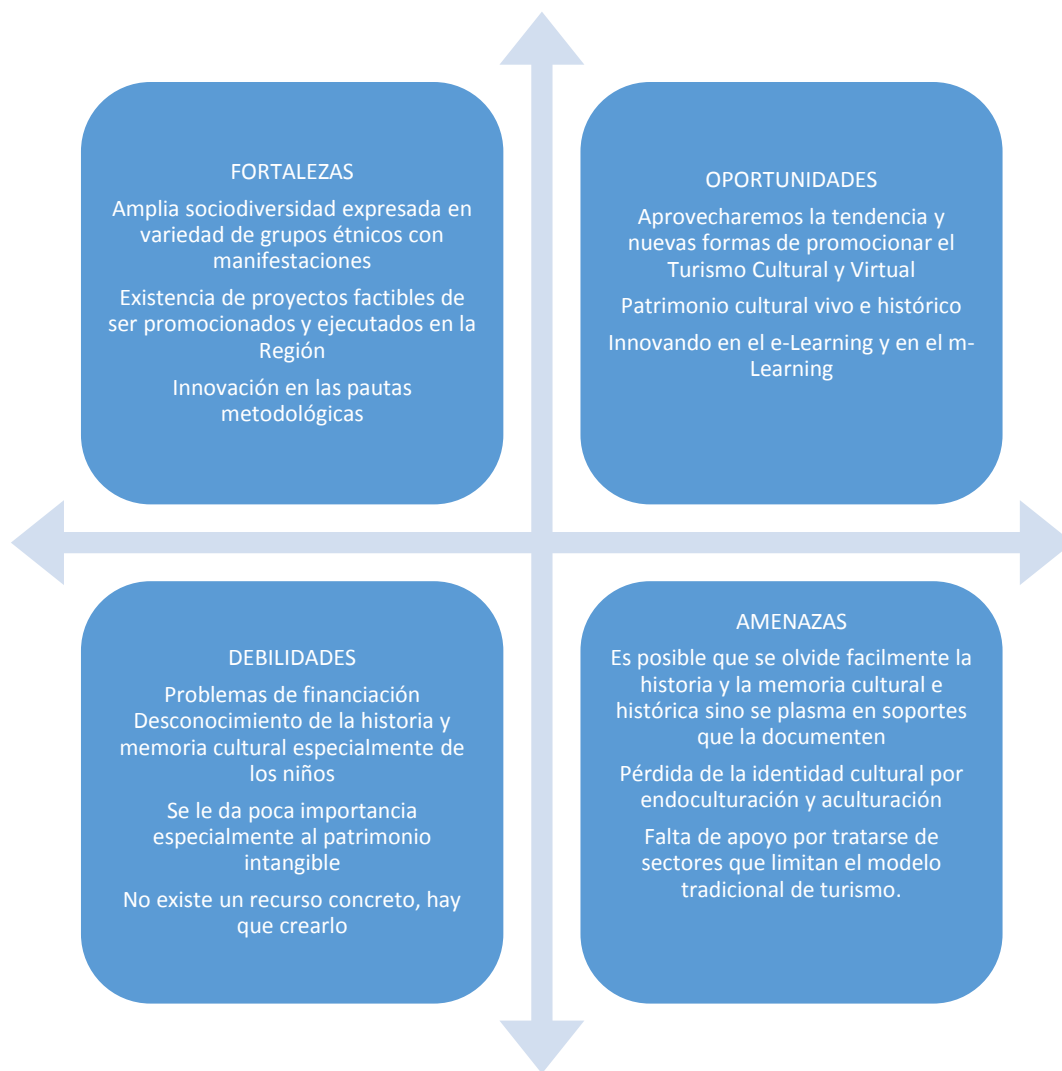 FORTALEZAS
Amplia sociodiversidad expresada en
variedad de grupos étnicos con
manifestaciones
Existencia de proyectos factibles de
ser promocionados y ejecutados en la
Región
Innovación en las pautas
metodológicas
OPORTUNIDADES
Aprovecharemos la tendencia y
nuevas formas de promocionar el
Turismo Cultural y Virtual
Patrimonio cultural vivo e histórico
Innovando en el e-Learning y en el m-
Learning
DEBILIDADES
Problemas de financiación
Desconocimiento de la historia y
memoria cultural especialmente de
los niños
Se le da poca importancia
especialmente al patrimonio
intangible
No existe un recurso concreto, hay
que crearlo
AMENAZAS
Es posible que se olvide facilmente la
historia y la memoria cultural e
histórica sino se plasma en soportes
que la documenten
Pérdida de la identidad cultural por
endoculturación y aculturación
Falta de apoyo por tratarse de
sectores que limitan el modelo
tradicional de turismo.